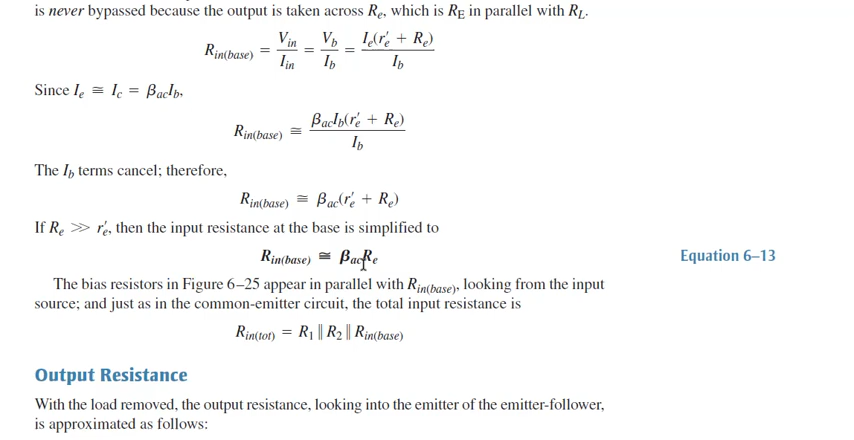 is never bypassed because the output is taken across Re, which is RE in parallel with RL.
Rin(base) = Vin/Iin = Vb/Ib = Ie(r′e + Re)/Ib
Since Ie ≅ Ic = βacIb,
Rin(base) ≅ βacIb(r′e + Re)/Ib
The Ib terms cancel; therefore,
Rin(base) ≅ βac(r′e + Re)
If Re >> r′e, then the input resistance at the base is simplified to
Rin(base) ≅ βacRe Equation 6–13
The bias resistors in Figure 6–25 appear in parallel with Rin(base), looking from the input
source; and just as in the common-emitter circuit, the total input resistance is
Rin(tot) = R1 ∥ R2 ∥ Rin(base)
Output Resistance
With the load removed, the output resistance, looking into the emitter of the emitter-follower,
is approximated as follows: